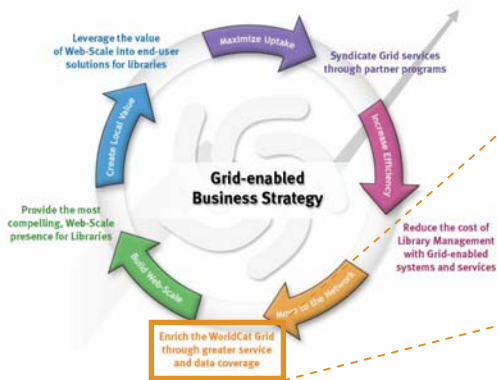 Leverage the value
of Web-Scale into end-user
solutions for libraries
Maximize Uptake
Syndicate Grid services
through partner programs
Create Local Value
Increase Efficiency
Grid-enabled
Business Strategy
Provide the most
compelling, Web-Scale
presence for Libraries
Reduce the cost of
Library Management
with Grid-enabled
systems and services
Build Web-Scale
to the Network
Enrich the WorldCat Grid
through greater service
and data coverage